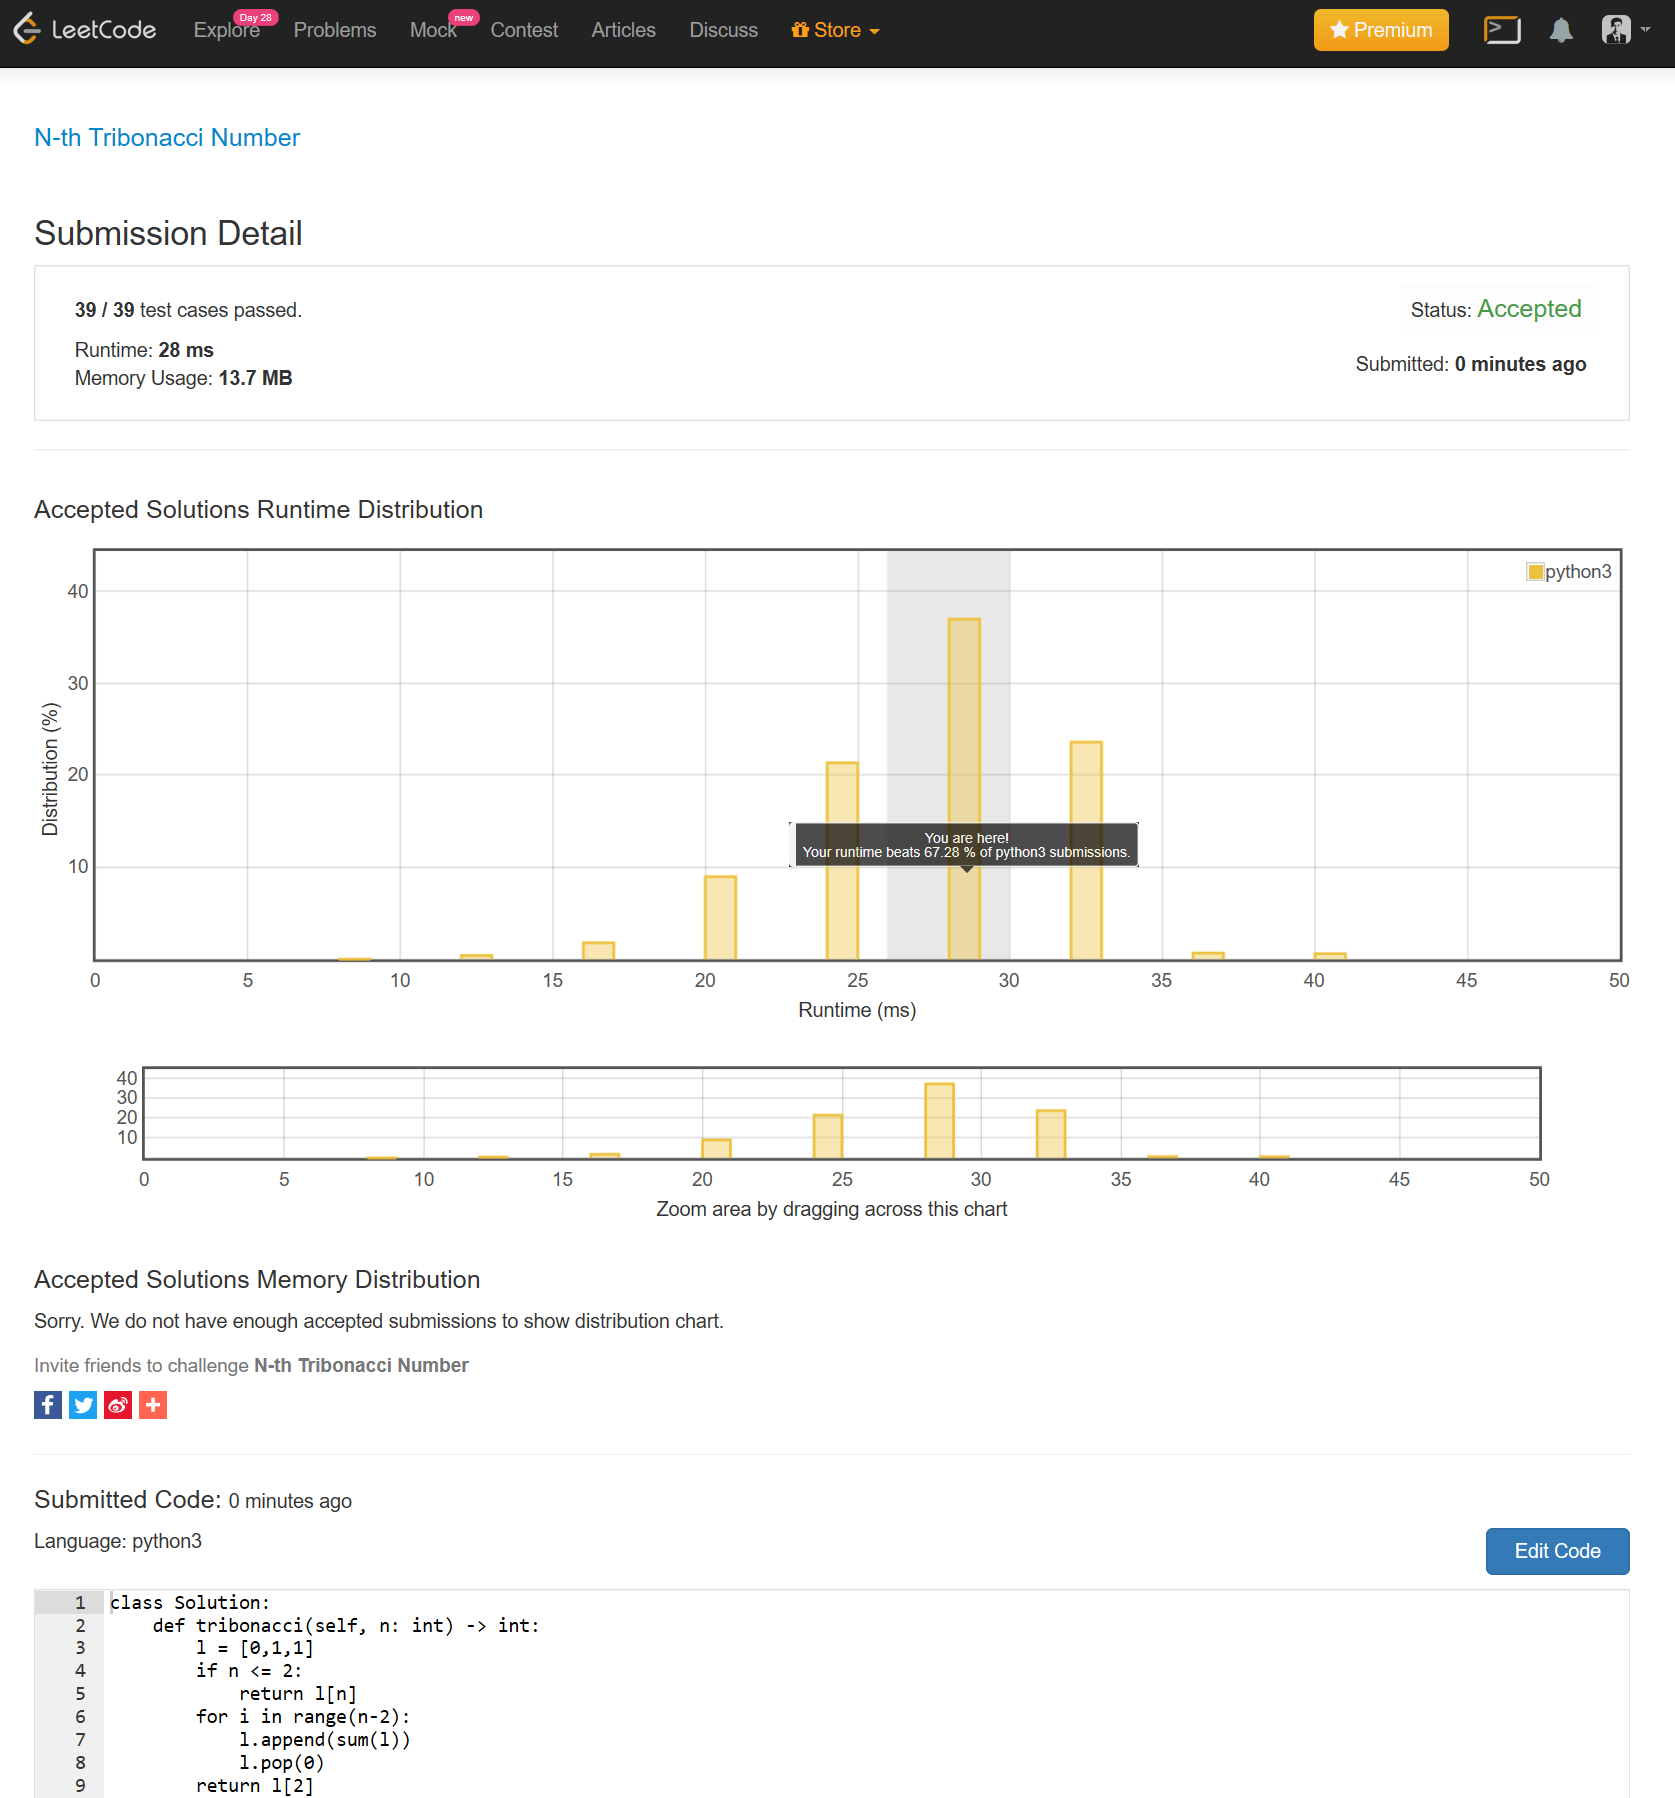 LeetCode
Explore Day 28 Problems Mock new Contest Articles Discuss Store Premium
N-th Tribonacci Number
Submission Detail
39 / 39 test cases passed.
Status: Accepted
Runtime: 28 ms
Submitted: 0 minutes ago
Memory Usage: 13.7 MB
Accepted Solutions Runtime Distribution
python3
40
30
20
10
Distribution (%)
You are here!
Your runtime beats 67.28 % of python3 submissions.
0 5 10 15 20 25 30 35 40 45 50
Runtime (ms)
40
30
20
10
0 5 10 15 20 25 30 35 40 45 50
Zoom area by dragging across this chart
Accepted Solutions Memory Distribution
Sorry. We do not have enough accepted submissions to show distribution chart.
Invite friends to challenge N-th Tribonacci Number
Submitted Code: 0 minutes ago
Language: python3
Edit Code
1 class Solution:
2     def tribonacci(self, n: int) -> int:
3         l = [0,1,1]
4         if n <= 2:
5             return l[n]
6         for i in range(n-2):
7             l.append(sum(l))
8             l.pop(0)
9         return l[2]